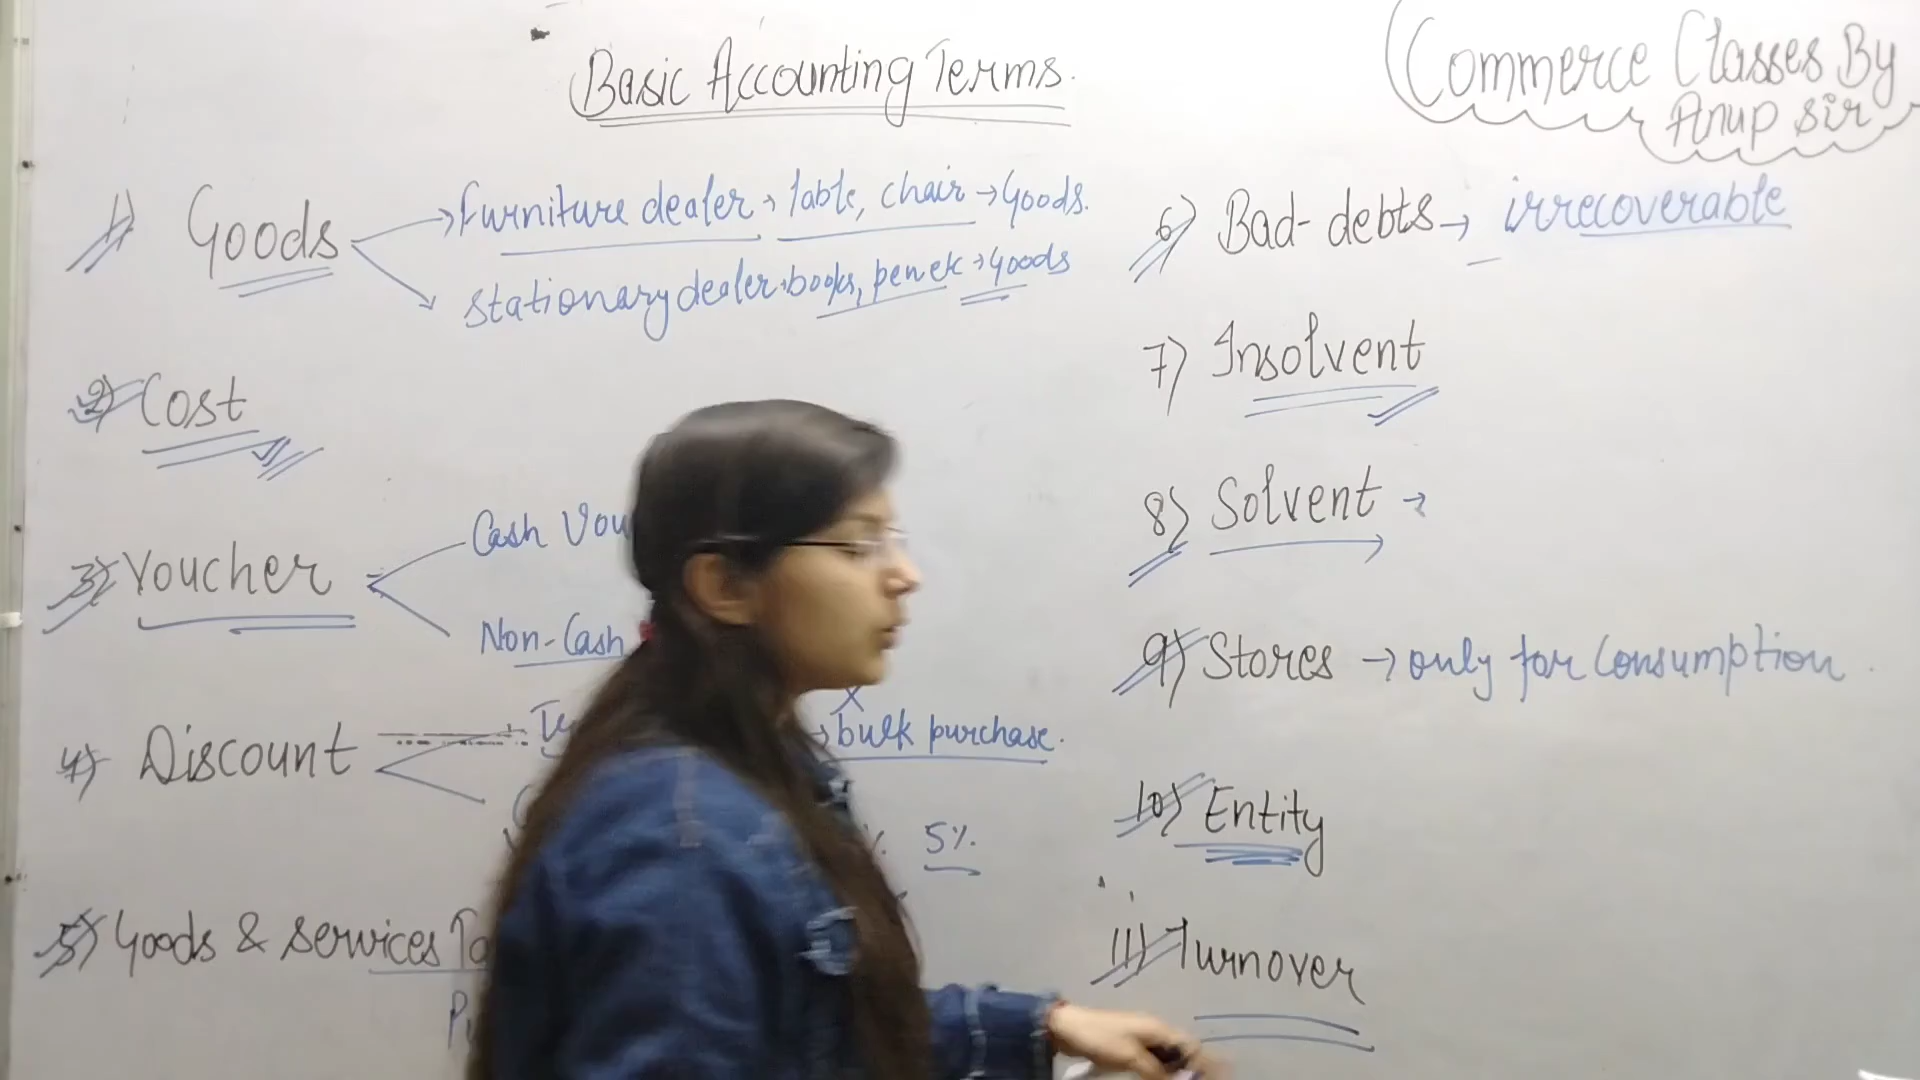 Basic Accounting Terms.
Commerce Classes By
Anup sir
1) Goods
→ Furniture dealer → table, chair → Goods.
Stationary dealer → books, pen etc → Goods
2) Cost
3) Voucher
Cash Vou
Non-Cash
4) Discount
→ bulk purchase.
5%.
5) Goods & Services Ta
6) Bad-debts → irrecoverable
7) Insolvent
8) Solvent →
9) Stores → only for Consumption.
10) Entity
11) Turnover